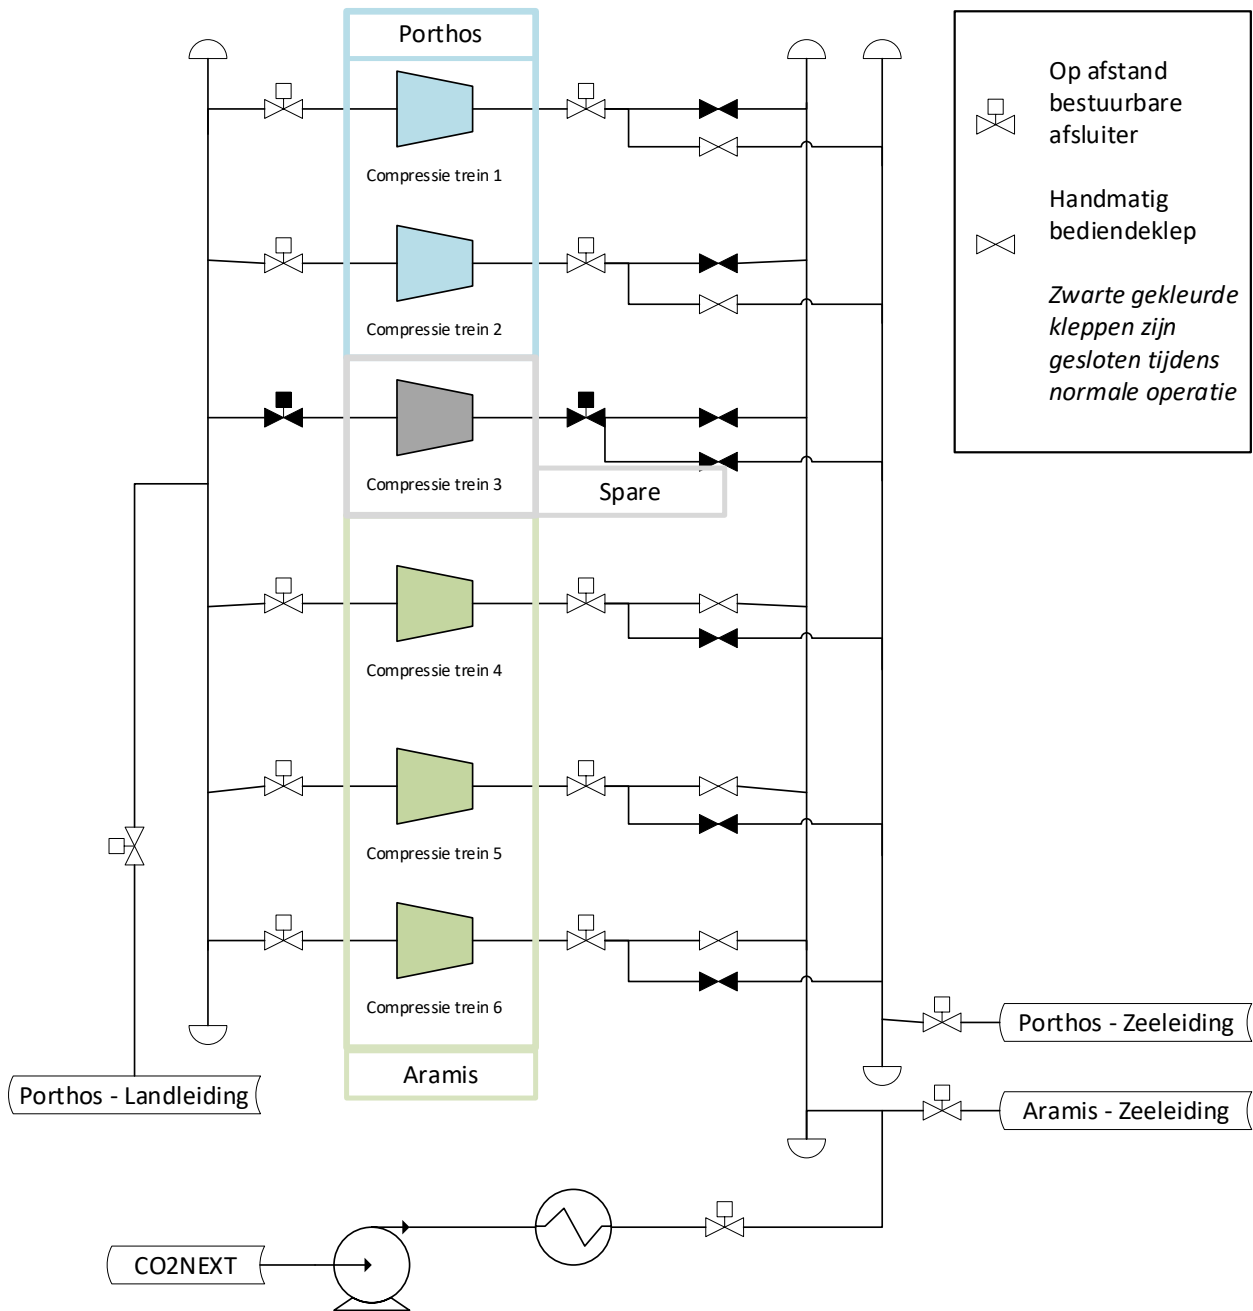 Porthos
Compressie trein 1
Compressie trein 2
Compressie trein 3
Spare
Compressie trein 4
Compressie trein 5
Compressie trein 6
Aramis
Op afstand
bestuurbare
afsluiter
Handmatig
bediendeklep
Zwarte gekleurde
kleppen zijn
gesloten tijdens
normale operatie
Porthos - Landleiding
Porthos - Zeeleiding
Aramis - Zeeleiding
CO2NEXT